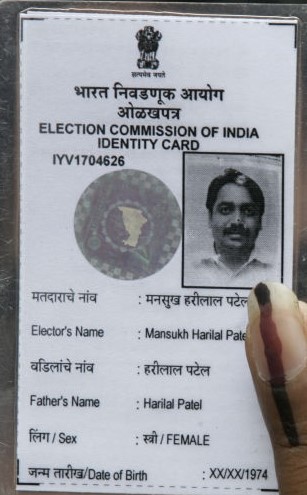 सत्यमेव जयते
भारत निवडणूक आयोग
ओळखपत्र
ELECTION COMMISSION OF INDIA
IDENTITY CARD
IYV1704626
मतदाराचे नांव : मनसुख हरीलाल पटेल
Elector's Name : Mansukh Harilal Pate
वडिलांचे नांव : हरीलाल पटेल
Father's Name : Harilal Patel
लिंग / Sex : स्त्री / FEMALE
जन्म तारीख/Date of Birth : XX/XX/1974